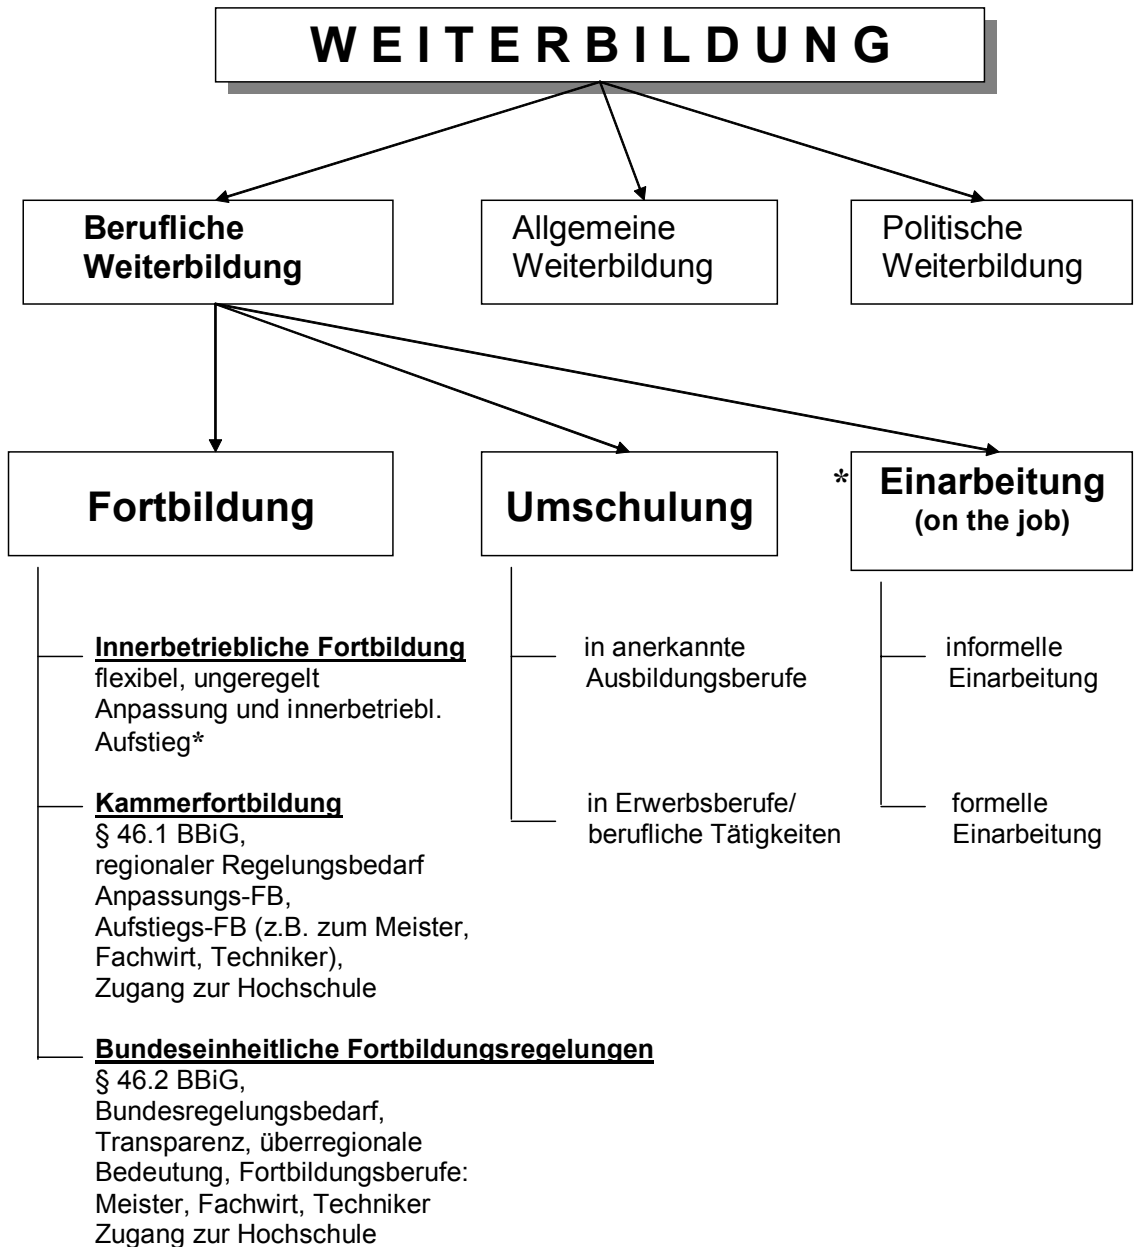 WEITERBILDUNG
Berufliche
Weiterbildung
Allgemeine
Weiterbildung
Politische
Weiterbildung
Fortbildung
Umschulung
* Einarbeitung
(on the job)
Innerbetriebliche Fortbildung
flexibel, ungeregelt
Anpassung und innerbetriebl.
Aufstieg*
Kammerfortbildung
§ 46.1 BBiG,
regionaler Regelungsbedarf
Anpassungs-FB,
Aufstiegs-FB (z.B. zum Meister,
Fachwirt, Techniker),
Zugang zur Hochschule
Bundeseinheitliche Fortbildungsregelungen
§ 46.2 BBiG,
Bundesregelungsbedarf,
Transparenz, überregionale
Bedeutung, Fortbildungsberufe:
Meister, Fachwirt, Techniker
Zugang zur Hochschule
in anerkannte
Ausbildungsberufe
in Erwerbsberufe/
berufliche Tätigkeiten
informelle
Einarbeitung
formelle
Einarbeitung